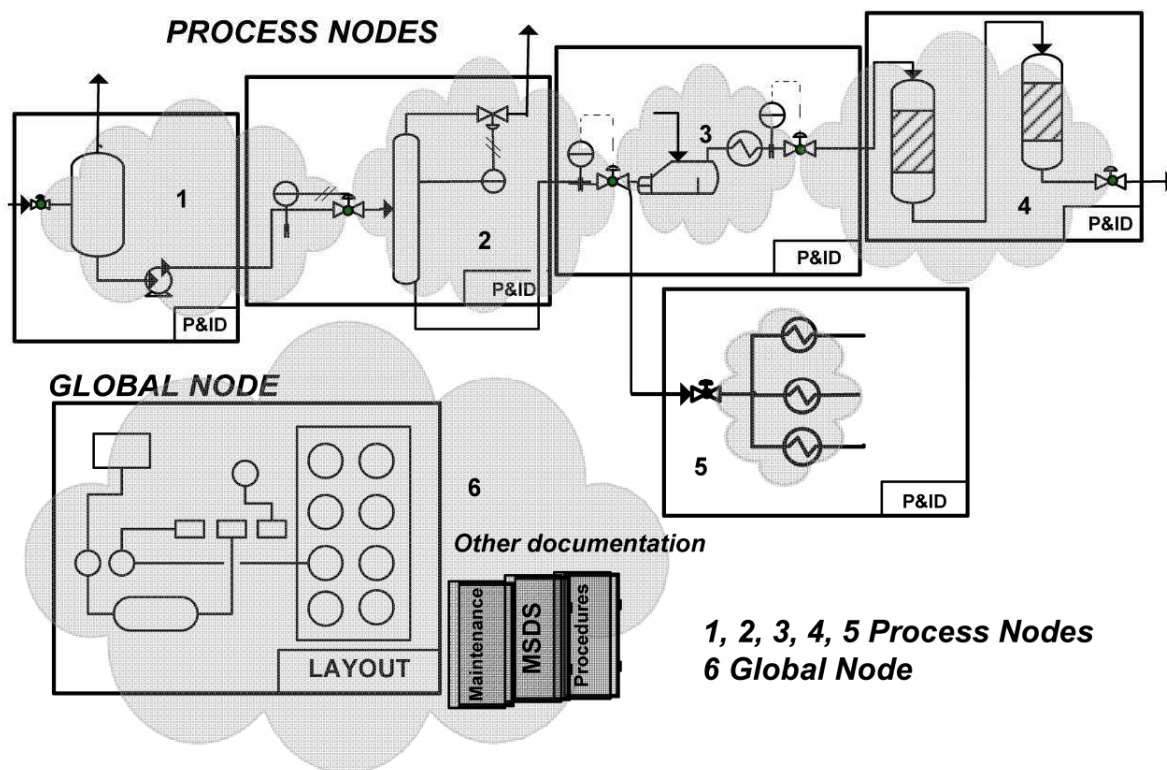 PROCESS NODES
1
P&ID
2
P&ID
3
P&ID
4
P&ID
5
P&ID
GLOBAL NODE
6
LAYOUT
Other documentation
Maintenance
MSDS
Procedures
1, 2, 3, 4, 5 Process Nodes
6 Global Node